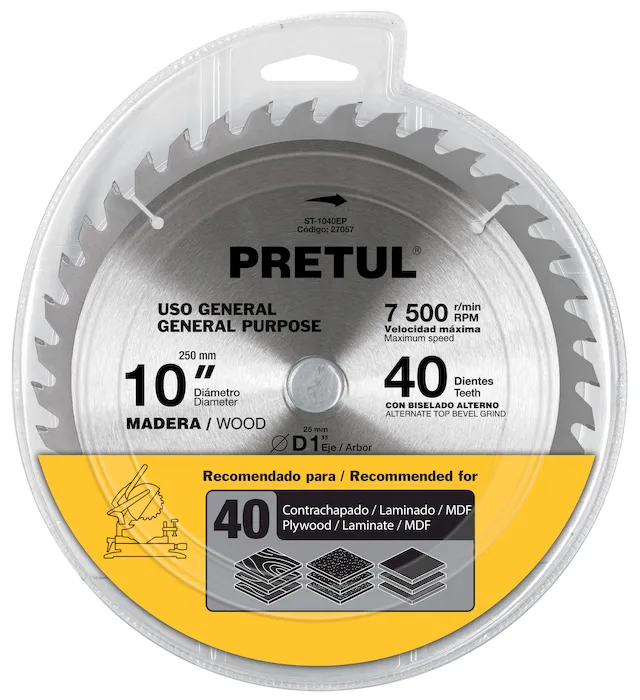 ST-1040EP
Código: 27057
PRETUL®
USO GENERAL
GENERAL PURPOSE
7 500 r/min
RPM
Velocidad máxima
Maximum speed
250 mm
10"
Diámetro
Diameter
MADERA / WOOD
40 Dientes
Teeth
CON BISELADO ALTERNO
ALTERNATE TOP BEVEL GRIND
25 mm
Ø D1" Eje / Arbor
Recomendado para / Recommended for
40
Contrachapado / Laminado / MDF
Plywood / Laminate / MDF